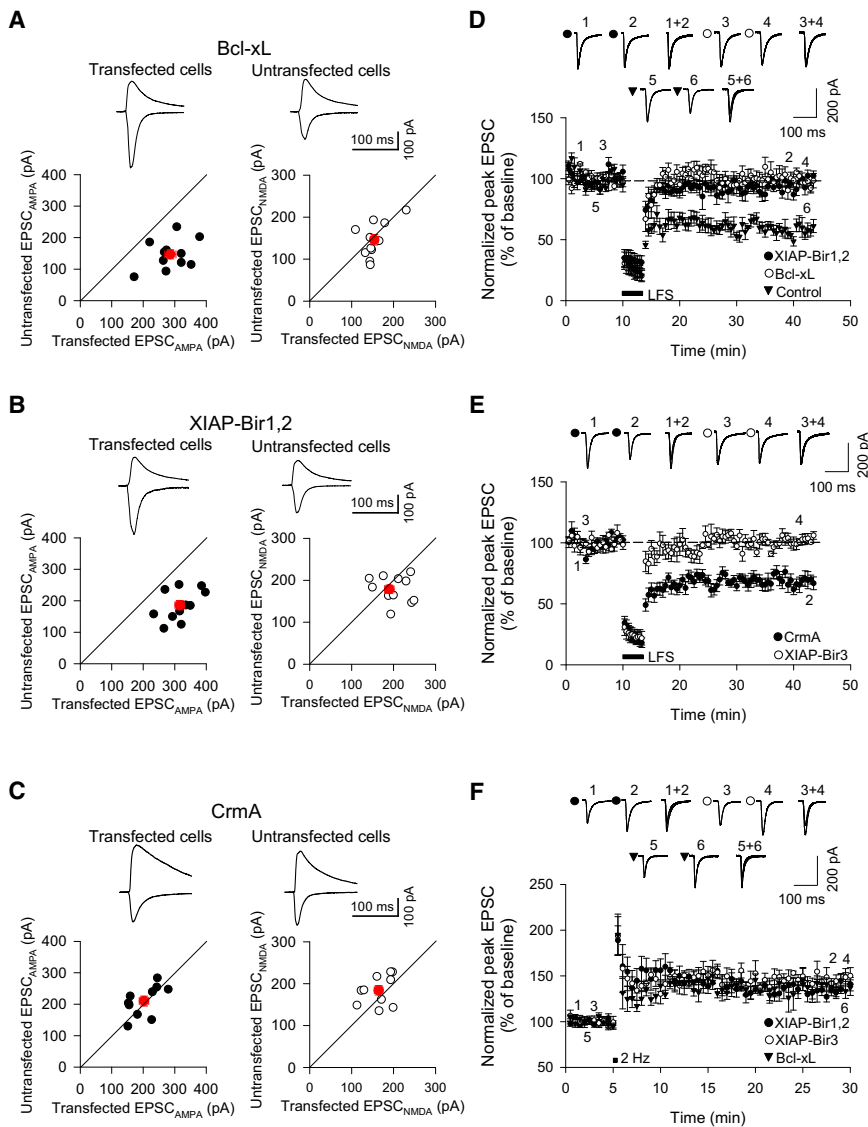 A
Bcl-xL
Transfected cells
Untransfected cells
100 ms
100 pA
Untransfected EPSC_AMPA (pA)
400
300
200
100
0
0 100 200 300 400
Transfected EPSC_AMPA (pA)
Untransfected EPSC_NMDA (pA)
300
200
100
0
0 100 200 300
Transfected EPSC_NMDA (pA)
B
XIAP-Bir1,2
Transfected cells
Untransfected cells
100 ms
100 pA
Untransfected EPSC_AMPA (pA)
400
300
200
100
0
0 100 200 300 400
Transfected EPSC_AMPA (pA)
Untransfected EPSC_NMDA (pA)
300
200
100
0
0 100 200 300
Transfected EPSC_NMDA (pA)
C
CrmA
Transfected cells
Untransfected cells
100 ms
100 pA
Untransfected EPSC_AMPA (pA)
400
300
200
100
0
0 100 200 300 400
Transfected EPSC_AMPA (pA)
Untransfected EPSC_NMDA (pA)
300
200
100
0
0 100 200 300
Transfected EPSC_NMDA (pA)
D
1 2 1+2 3 4 3+4
5 6 5+6
200 pA
100 ms
Normalized peak EPSC
(% of baseline)
150
100
50
0
1 3 2 4
5 6
XIAP-Bir1,2
Bcl-xL
Control
LFS
0 10 20 30 40 50
Time (min)
E
1 2 1+2 3 4 3+4
200 pA
100 ms
Normalized peak EPSC
(% of baseline)
150
100
50
0
3 4
1 2
CrmA
XIAP-Bir3
LFS
0 10 20 30 40 50
Time (min)
F
1 2 1+2 3 4 3+4
5 6 5+6
200 pA
100 ms
Normalized peak EPSC
(% of baseline)
250
200
150
100
50
1 3 2 4
5 6
XIAP-Bir1,2
XIAP-Bir3
Bcl-xL
2 Hz
0 5 10 15 20 25 30
Time (min)